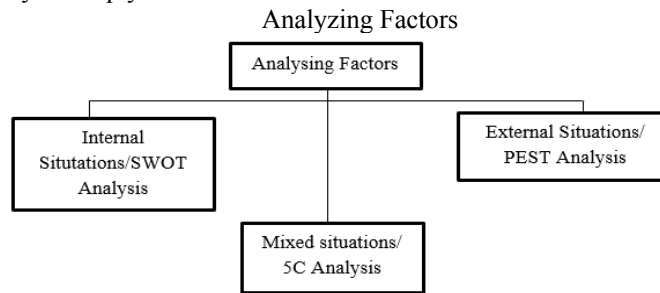 Analyzing Factors
Analysing Factors
Internal
Situtations/SWOT
Analysis
External Situations/
PEST Analysis
Mixed situations/
5C Analysis